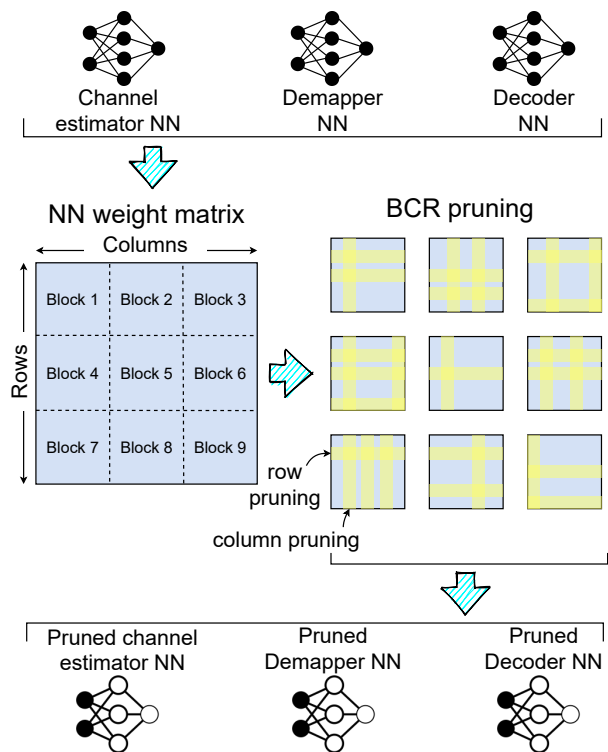 Channel
estimator NN
Demapper
NN
Decoder
NN
NN weight matrix
Columns
Rows
Block 1
Block 2
Block 3
Block 4
Block 5
Block 6
Block 7
Block 8
Block 9
BCR pruning
row
pruning
column pruning
Pruned channel
estimator NN
Pruned
Demapper NN
Pruned
Decoder NN